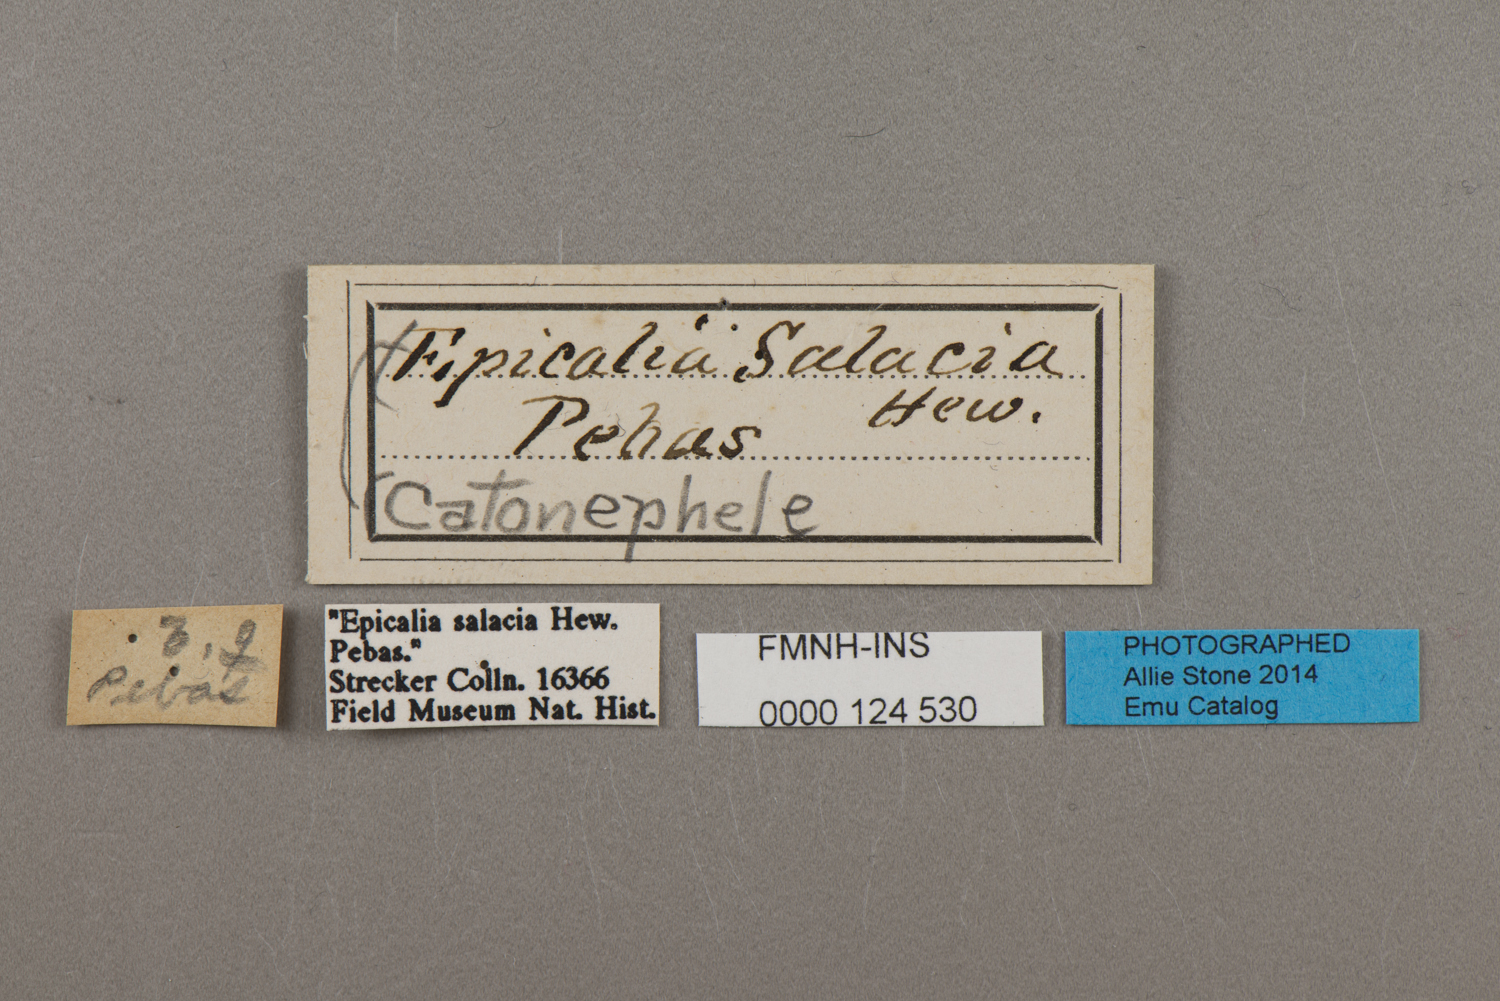 Epicalia Salacia
Hew.
Pebas
Catonephele
Pebas
"Epicalia salacia Hew.
Pebas."
Strecker Colln. 16366
Field Museum Nat. Hist.
FMNH-INS
0000 124 530
PHOTOGRAPHED
Allie Stone 2014
Emu Catalog